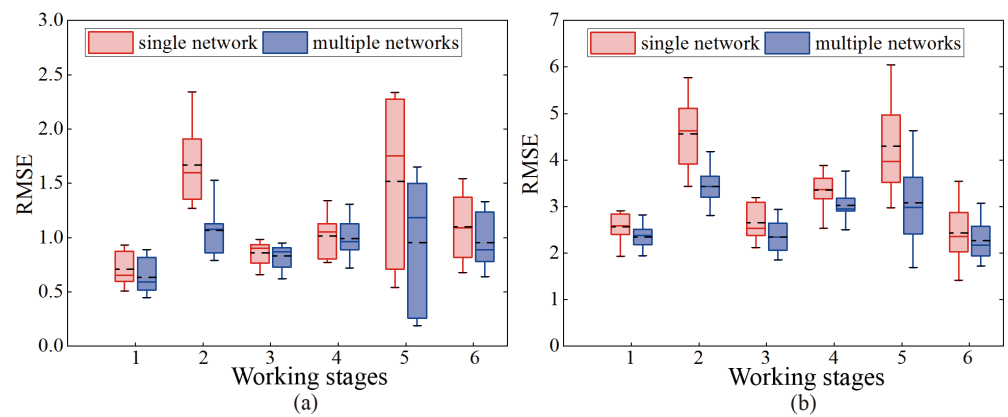 single network multiple networks
3.0
2.5
2.0
1.5
1.0
0.5
0.0
RMSE
1 2 3 4 5 6
Working stages
(a)
single network multiple networks
7
6
5
4
3
2
1
0
RMSE
1 2 3 4 5 6
Working stages
(b)